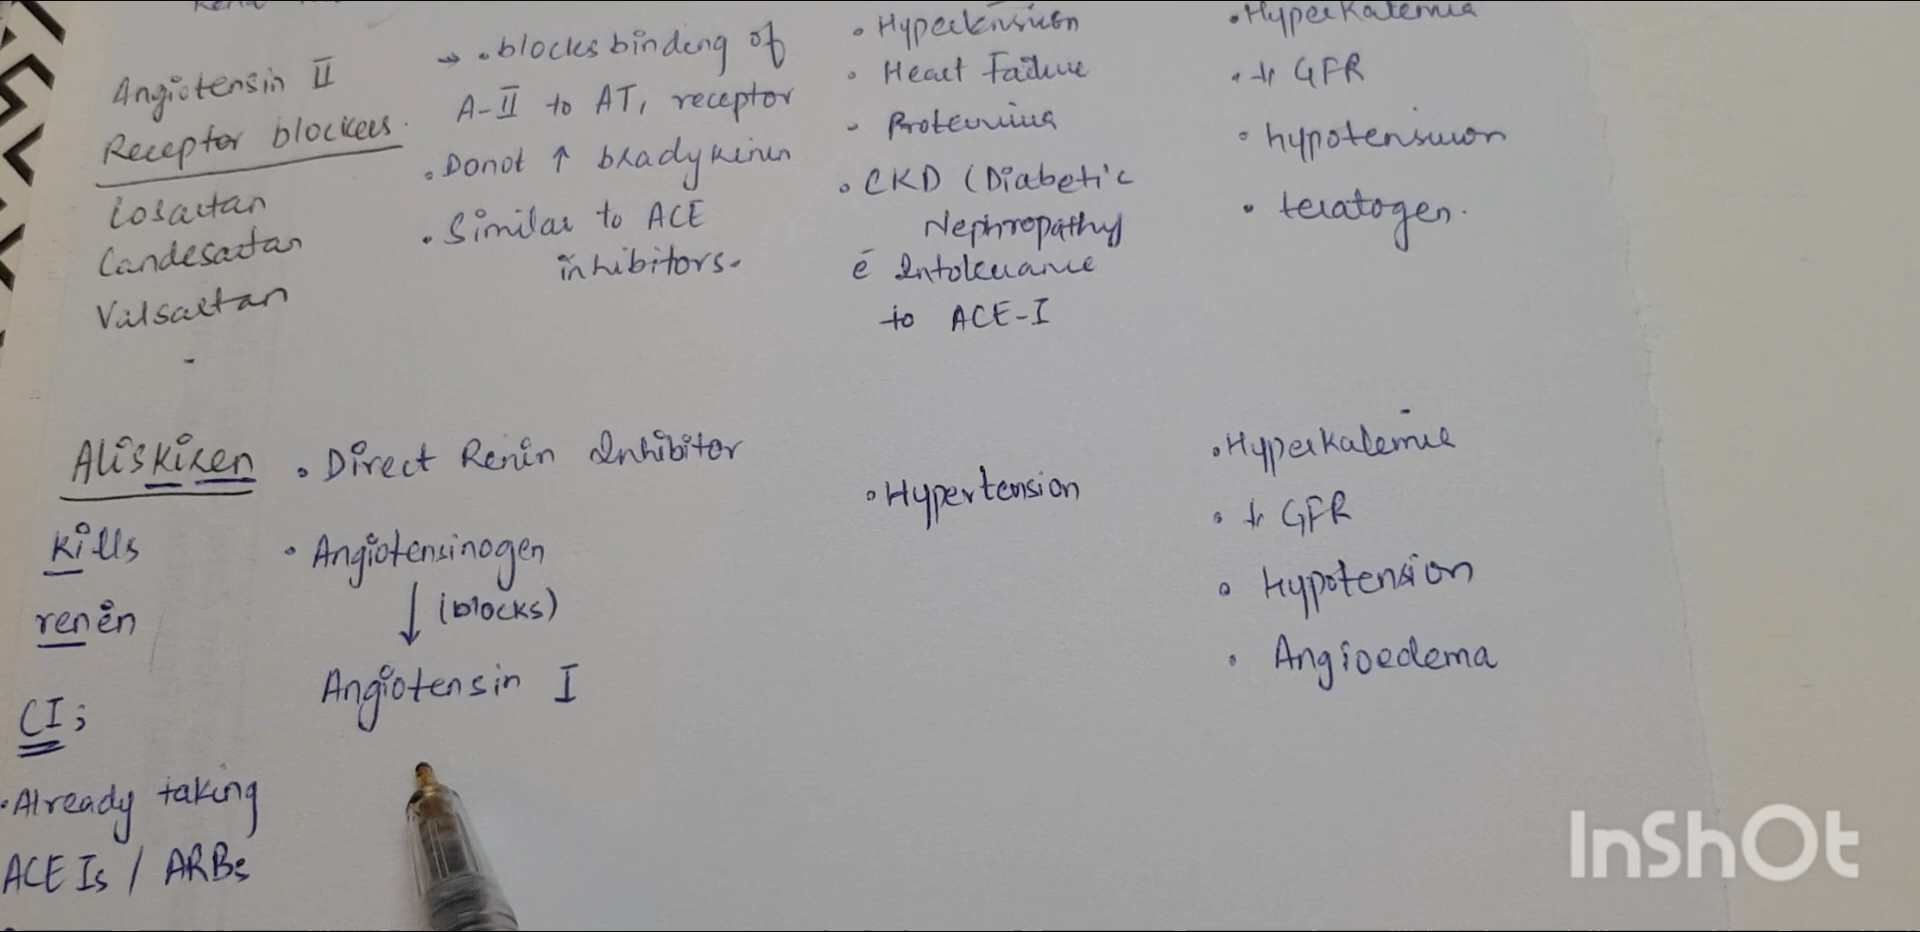 Angiotensin II
Receptor blockers.
Losartan
Candesartan
Valsartan
→ • blocks binding of
A-II to AT1 receptor
• Donot ↑ bradykinin
• Similar to ACE
inhibitors.
• Hypertension
• Heart Failure
• Proteinuria
• CKD (Diabetic
Nephropathy
c̄ Intolerance
to ACE-I
• Hyperkalemia
• ↓ GFR
• hypotension
• teratogen.
Aliskiren
kills
renin
CI;
• Already taking
ACE Is / ARBs
• Direct Renin Inhibitor
• Angiotensinogen
↓ (blocks)
Angiotensin I
• Hypertension
• Hyperkalemia
• ↓ GFR
• Hypotension
• Angioedema
InShOt